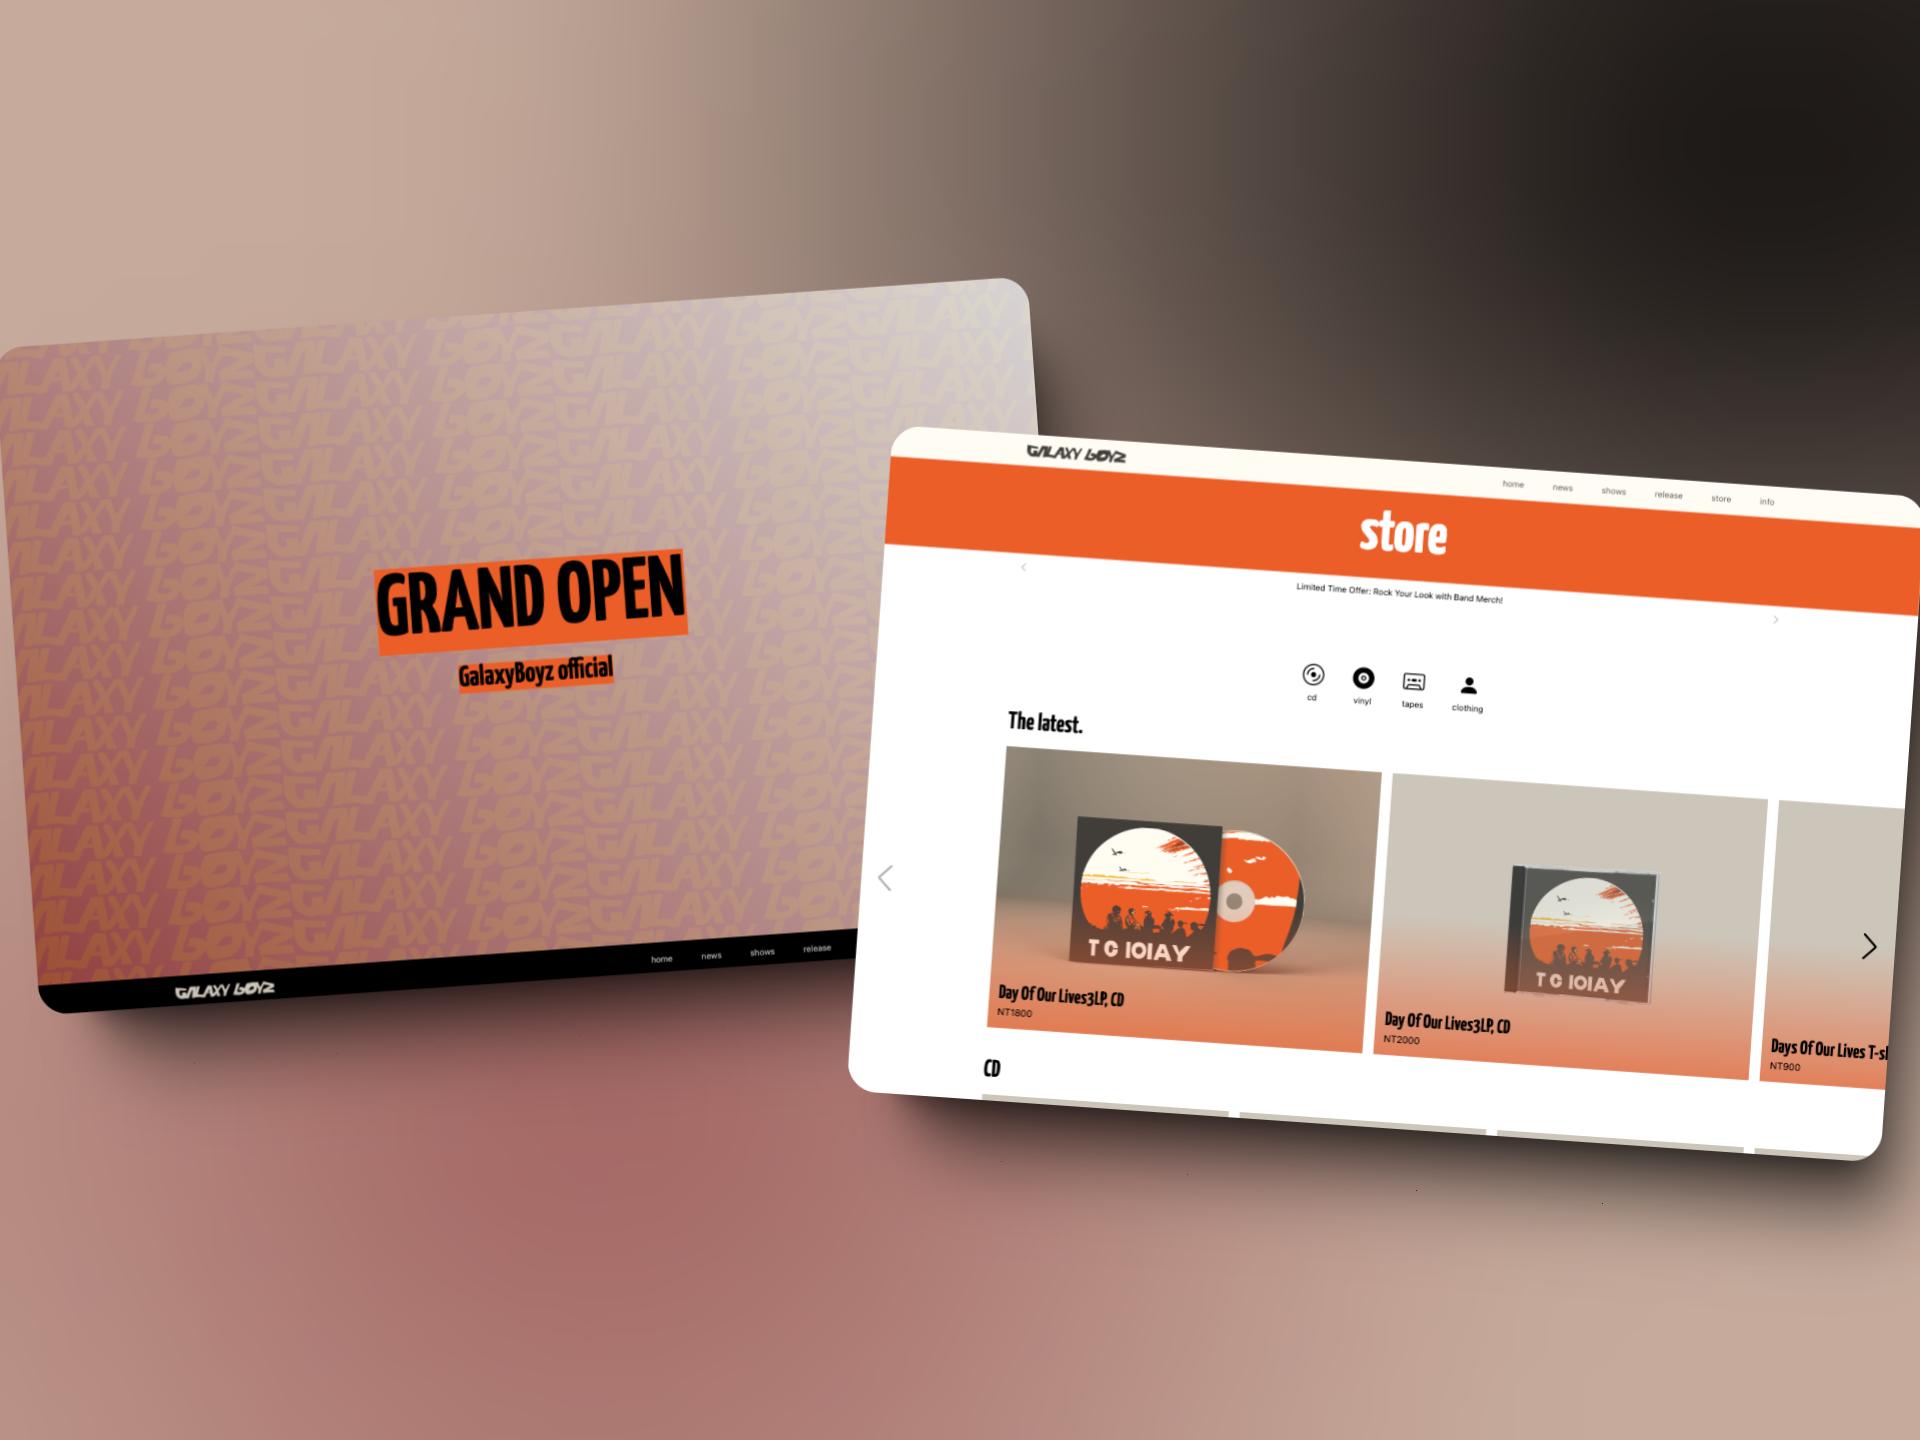 GRAND OPEN
GalaxyBoyz official
GALAXY BOYZ
home news shows release
GALAXY BOYZ
home news shows release store info
store
Limited Time Offer: Rock Your Look with Band Merch!
cd vinyl tapes clothing
The latest.
T C IOIAY
Day Of Our Lives3LP, CD
NT1800
T C IOIAY
Day Of Our Lives3LP, CD
NT2000
Days Of Our Lives T-sl
NT900
CD